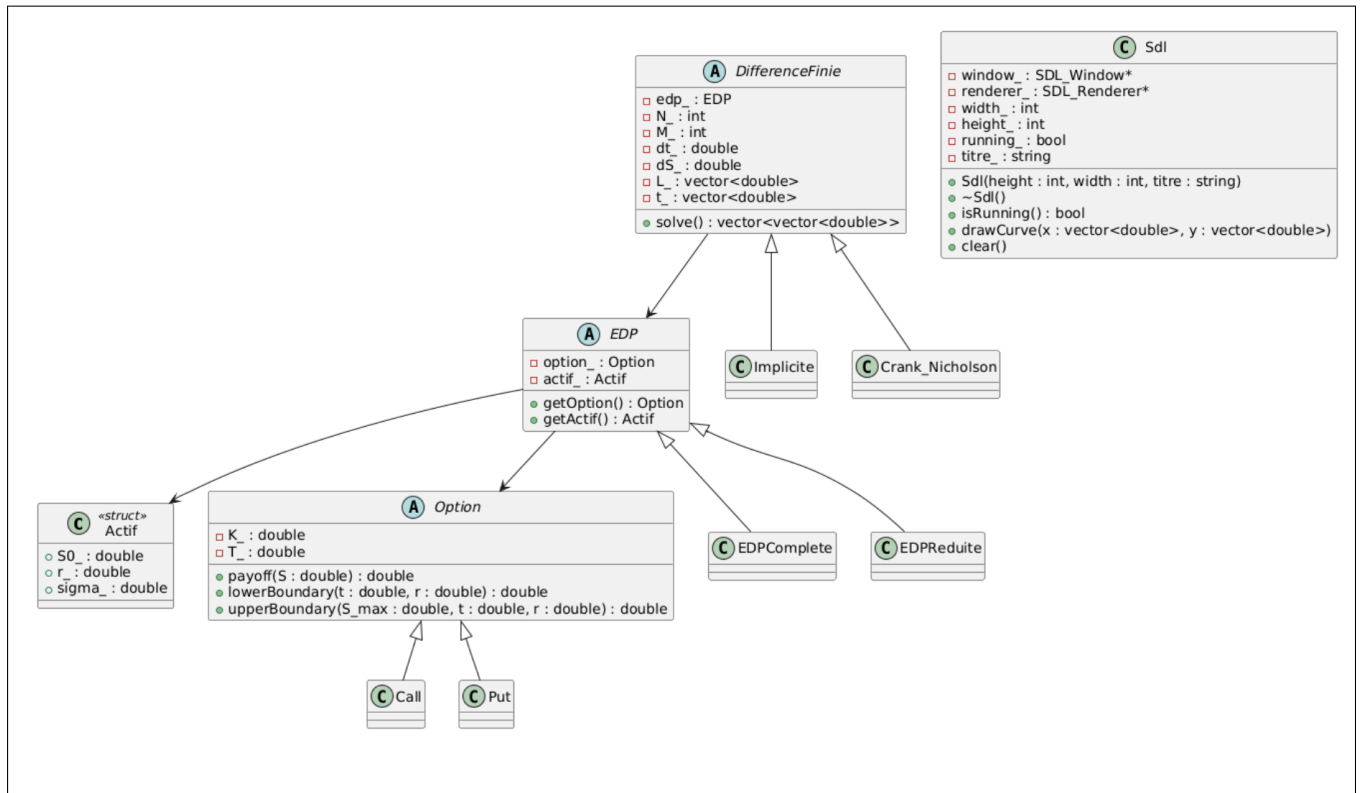 A DifferenceFinie
edp_ : EDP
N_ : int
M_ : int
dt_ : double
dS_ : double
L_ : vector<double>
t_ : vector<double>
solve() : vector<vector<double>>
C Sdl
window_ : SDL_Window*
renderer_ : SDL_Renderer*
width_ : int
height_ : int
running_ : bool
titre_ : string
Sdl(height : int, width : int, titre : string)
~Sdl()
isRunning() : bool
drawCurve(x : vector<double>, y : vector<double>)
clear()
A EDP
option_ : Option
actif_ : Actif
getOption() : Option
getActif() : Actif
C Implicite
C Crank_Nicholson
C «struct»
Actif
S0_ : double
r_ : double
sigma_ : double
A Option
K_ : double
T_ : double
payoff(S : double) : double
lowerBoundary(t : double, r : double) : double
upperBoundary(S_max : double, t : double, r : double) : double
C EDPComplete
C EDPReduite
C Call
C Put